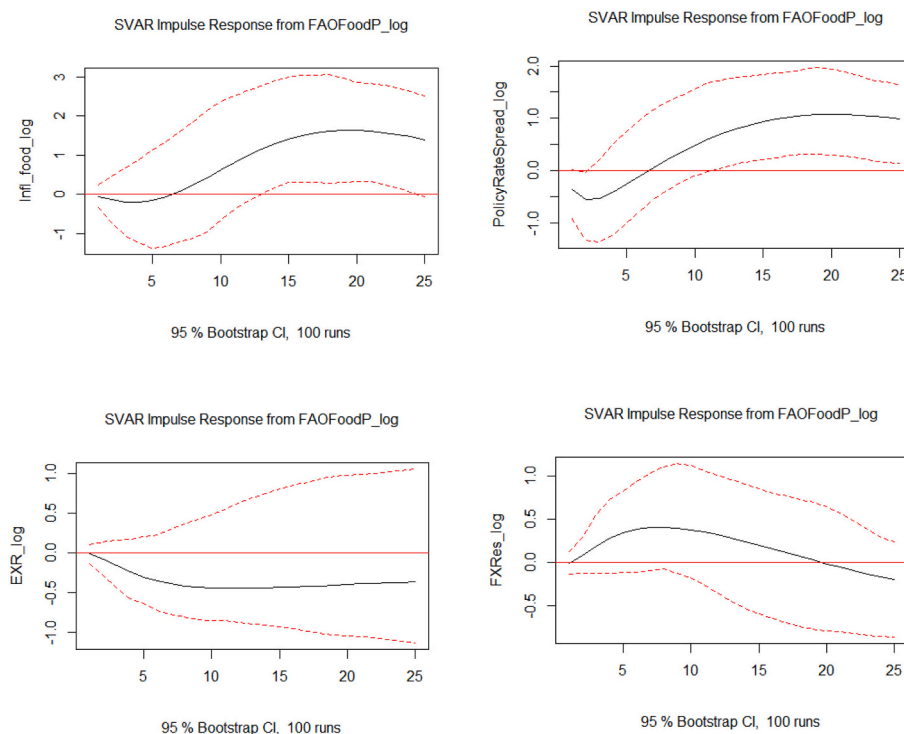 SVAR Impulse Response from FAOFoodP_log
Infl_food_log
3
2
1
0
-1
5 10 15 20 25
95 % Bootstrap CI, 100 runs
SVAR Impulse Response from FAOFoodP_log
PolicyRateSpread_log
2.0
1.0
0.0
-1.0
5 10 15 20 25
95 % Bootstrap CI, 100 runs
SVAR Impulse Response from FAOFoodP_log
EXR_log
1.0
0.5
0.0
-0.5
-1.0
5 10 15 20 25
95 % Bootstrap CI, 100 runs
SVAR Impulse Response from FAOFoodP_log
FXRes_log
1.0
0.5
0.0
-0.5
5 10 15 20 25
95 % Bootstrap CI, 100 runs